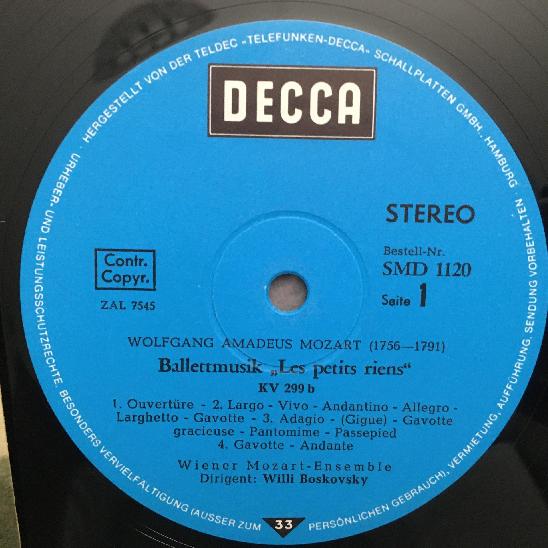 HERGESTELLT VON DER TELDEC »TELEFUNKEN-DECCA« SCHALLPLATTEN GMBH., HAMBURG
URHEBER- UND LEISTUNGSSCHUTZRECHTE, BESONDERS VERVIELFÄLTIGUNG (AUSSER ZUM PERSÖNLICHEN GEBRAUCH), VERMIETUNG, AUFFÜHRUNG, SENDUNG VORBEHALTEN
DECCA
STEREO
Contr.
Copyr.
ZAL 7545
Bestell-Nr.
SMD 1120
Seite 1
WOLFGANG AMADEUS MOZART (1756—1791)
Ballettmusik „Les petits riens“
KV 299 b
1. Ouvertüre - 2. Largo - Vivo - Andantino - Allegro -
Larghetto - Gavotte - 3. Adagio - (Gigue) - Gavotte
gracieuse - Pantomime - Passepied
4. Gavotte - Andante
Wiener Mozart-Ensemble
Dirigent: Willi Boskovsky
33